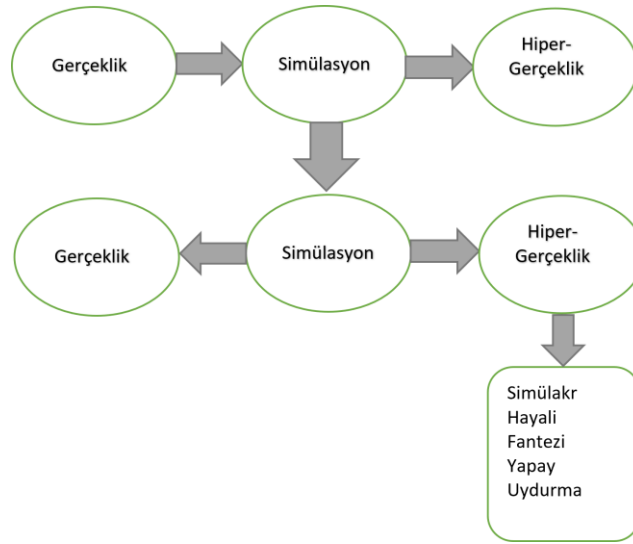 Gerçeklik
Simülasyon
Hiper-
Gerçeklik
Gerçeklik
Simülasyon
Hiper-
Gerçeklik
Simülakr
Hayali
Fantezi
Yapay
Uydurma